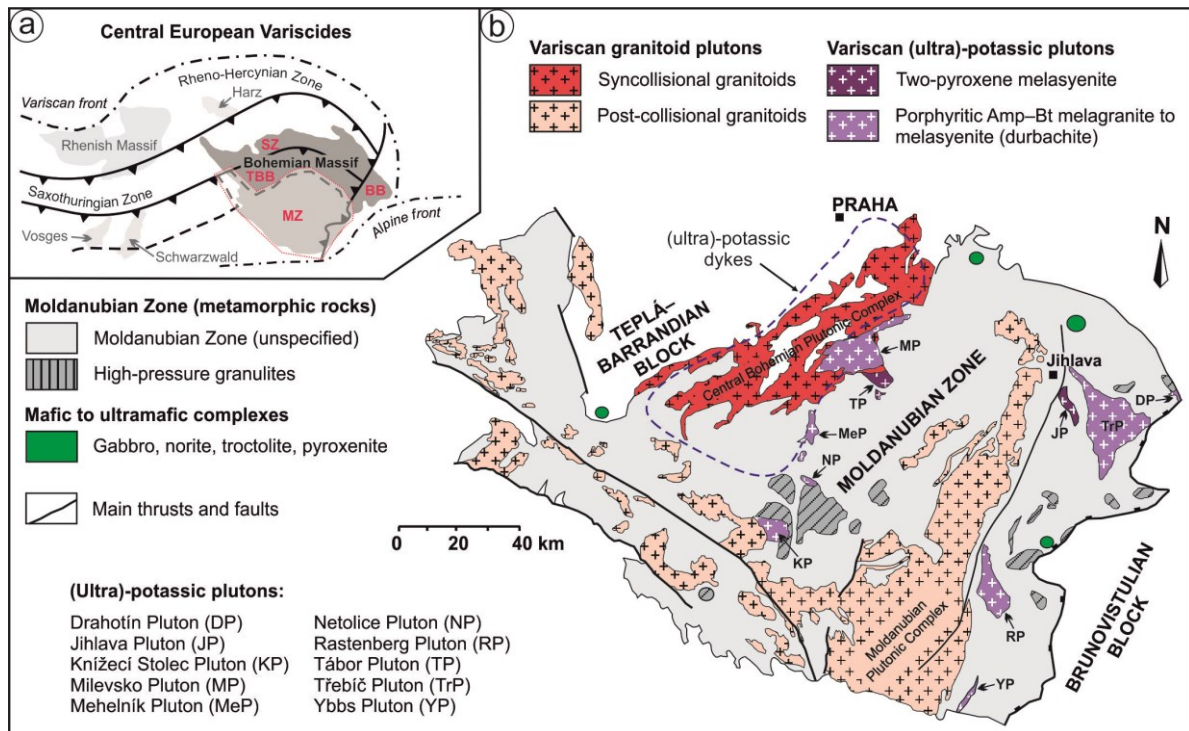 a
Central European Variscides
Rheno-Hercynian Zone
Variscan front
Harz
Rhenish Massif
SZ
Bohemian Massif
TBB
BB
Saxothuringian Zone
MZ
Alpine front
Vosges
Schwarzwald
Moldanubian Zone (metamorphic rocks)
Moldanubian Zone (unspecified)
High-pressure granulites
Mafic to ultramafic complexes
Gabbro, norite, troctolite, pyroxenite
Main thrusts and faults
b
Variscan granitoid plutons
Syncollisional granitoids
Post-collisional granitoids
Variscan (ultra)-potassic plutons
Two-pyroxene melasyenite
Porphyritic Amp–Bt melagranite to
melasyenite (durbachite)
PRAHA
N
(ultra)-potassic
dykes
TEPLÁ–
BARRANDIAN
BLOCK
Central Bohemian Plutonic Complex
MP
TP
MeP
NP
KP
MOLDANUBIAN ZONE
Jihlava
DP
JP
TrP
Moldanubian
Plutonic Complex
RP
YP
BRUNOVISTULIAN
BLOCK
0 20 40 km
(Ultra)-potassic plutons:
Drahotín Pluton (DP)
Jihlava Pluton (JP)
Knížecí Stolec Pluton (KP)
Milevsko Pluton (MP)
Mehelník Pluton (MeP)
Netolice Pluton (NP)
Rastenberg Pluton (RP)
Tábor Pluton (TP)
Třebíč Pluton (TrP)
Ybbs Pluton (YP)